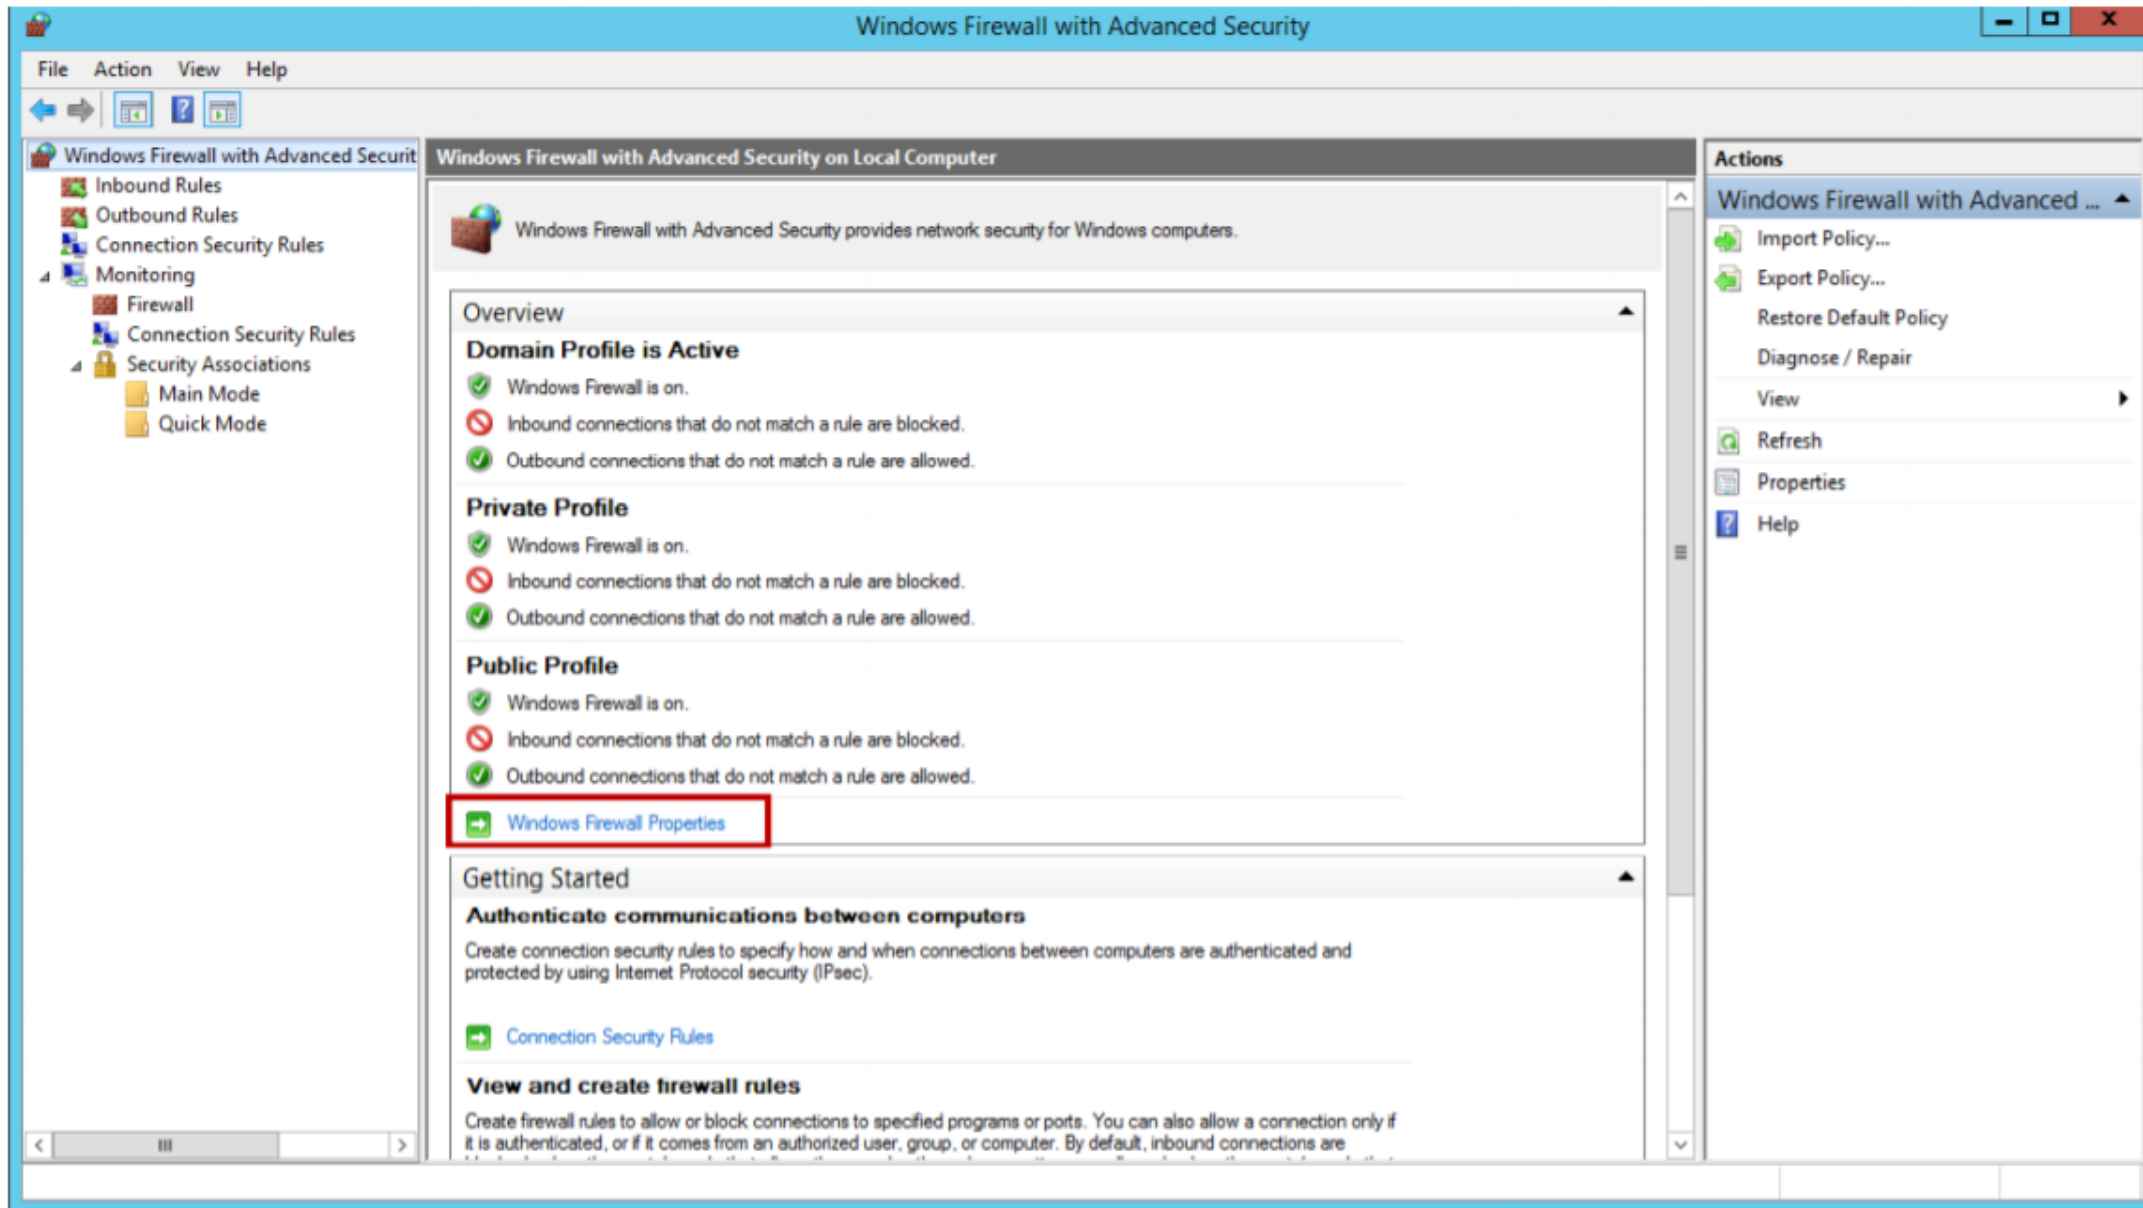 Windows Firewall with Advanced Security
File Action View Help
Windows Firewall with Advanced Securit
Inbound Rules
Outbound Rules
Connection Security Rules
Monitoring
Firewall
Connection Security Rules
Security Associations
Main Mode
Quick Mode
Windows Firewall with Advanced Security on Local Computer
Windows Firewall with Advanced Security provides network security for Windows computers.
Overview
Domain Profile is Active
Windows Firewall is on.
Inbound connections that do not match a rule are blocked.
Outbound connections that do not match a rule are allowed.
Private Profile
Windows Firewall is on.
Inbound connections that do not match a rule are blocked.
Outbound connections that do not match a rule are allowed.
Public Profile
Windows Firewall is on.
Inbound connections that do not match a rule are blocked.
Outbound connections that do not match a rule are allowed.
Windows Firewall Properties
Getting Started
Authenticate communications between computers
Create connection security rules to specify how and when connections between computers are authenticated and
protected by using Internet Protocol security (IPsec).
Connection Security Rules
View and create firewall rules
Create firewall rules to allow or block connections to specified programs or ports. You can also allow a connection only if
it is authenticated, or if it comes from an authorized user, group, or computer. By default, inbound connections are
Actions
Windows Firewall with Advanced ...
Import Policy...
Export Policy...
Restore Default Policy
Diagnose / Repair
View
Refresh
Properties
Help